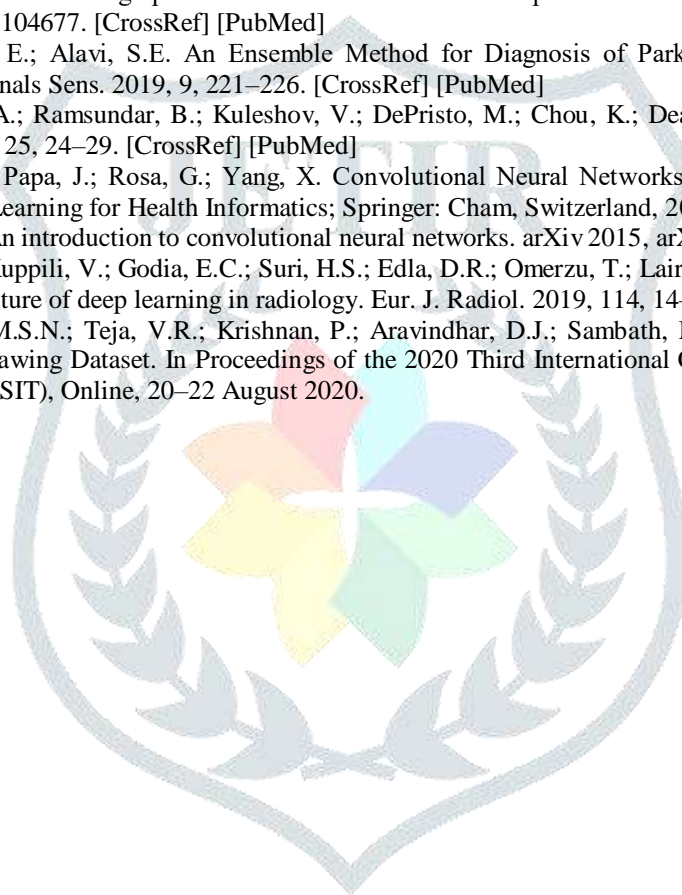 104677. [CrossRef] [PubMed]
E.; Alavi, S.E. An Ensemble Method for Diagnosis of Park
nals Sens. 2019, 9, 221–226. [CrossRef] [PubMed]
A.; Ramsundar, B.; Kuleshov, V.; DePristo, M.; Chou, K.; Dea
25, 24–29. [CrossRef] [PubMed]
Papa, J.; Rosa, G.; Yang, X. Convolutional Neural Networks
Learning for Health Informatics; Springer: Cham, Switzerland, 20
An introduction to convolutional neural networks. arXiv 2015, arX
Kuppili, V.; Godia, E.C.; Suri, H.S.; Edla, D.R.; Omerzu, T.; Lair
ture of deep learning in radiology. Eur. J. Radiol. 2019, 114, 14–
M.S.N.; Teja, V.R.; Krishnan, P.; Aravindhar, D.J.; Sambath, M
awing Dataset. In Proceedings of the 2020 Third International C
SIT), Online, 20–22 August 2020.
JETIR